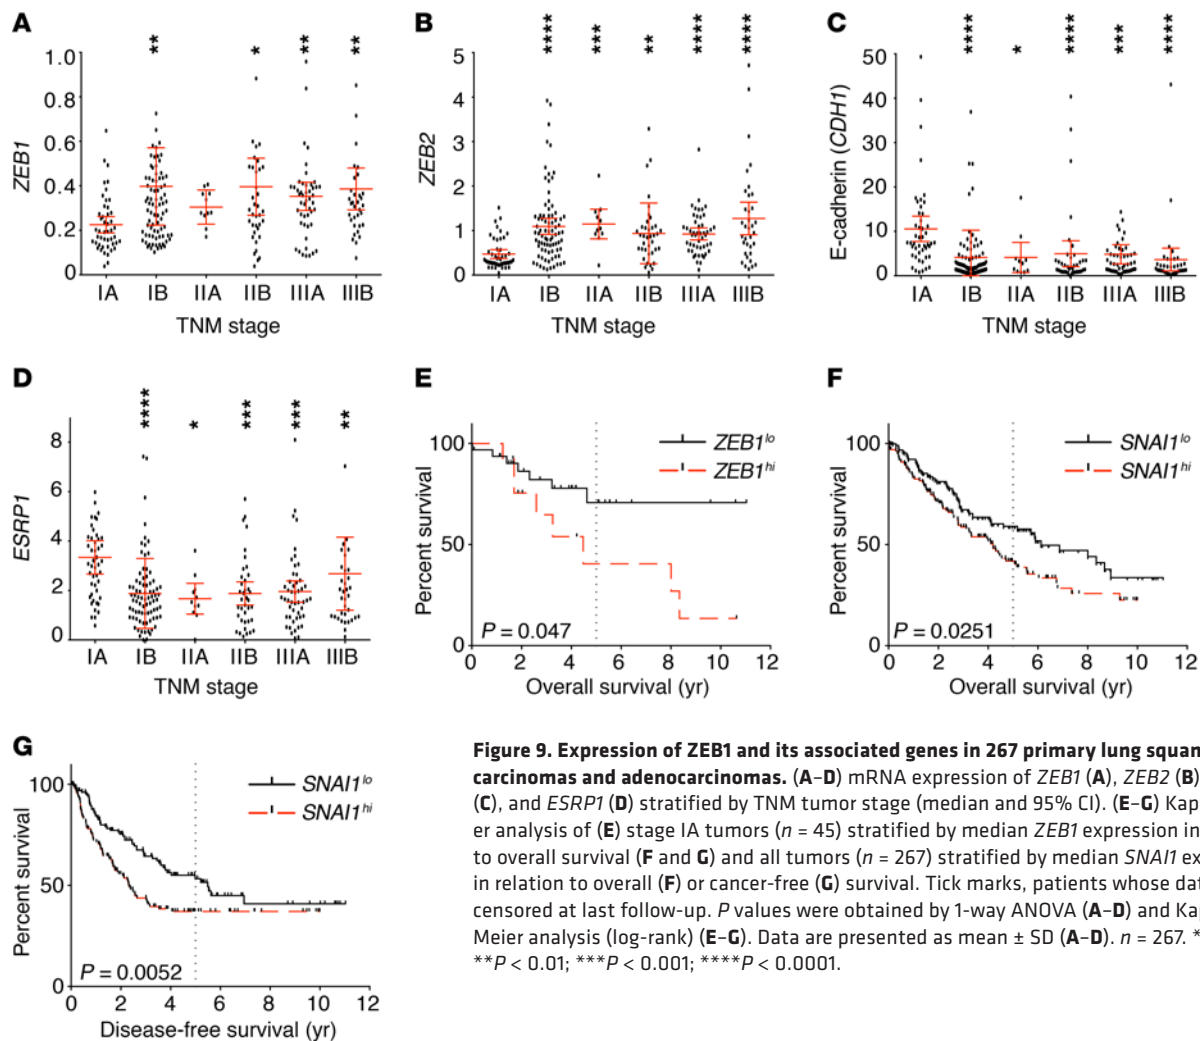 A
ZEB1
1.0
0.8
0.6
0.4
0.2
0
**
*
**
**
IA IB IIA IIB IIIA IIIB
TNM stage
B
ZEB2
5
4
3
2
1
0
****
***
**
****
****
IA IB IIA IIB IIIA IIIB
TNM stage
C
E-cadherin (CDH1)
50
40
30
20
10
0
****
*
****
***
****
IA IB IIA IIB IIIA IIIB
TNM stage
D
ESRP1
8
6
4
2
0
****
*
***
***
**
IA IB IIA IIB IIIA IIIB
TNM stage
E
Percent survival
100
50
0
ZEB1lo
ZEB1hi
P = 0.047
0 2 4 6 8 10 12
Overall survival (yr)
F
Percent survival
100
50
0
SNAI1lo
SNAI1hi
P = 0.0251
0 2 4 6 8 10 12
Overall survival (yr)
G
Percent survival
100
50
0
SNAI1lo
SNAI1hi
P = 0.0052
0 2 4 6 8 10 12
Disease-free survival (yr)
Figure 9. Expression of ZEB1 and its associated genes in 267 primary lung squan
carcinomas and adenocarcinomas. (A–D) mRNA expression of ZEB1 (A), ZEB2 (B)
(C), and ESRP1 (D) stratified by TNM tumor stage (median and 95% CI). (E–G) Kap
er analysis of (E) stage IA tumors (n = 45) stratified by median ZEB1 expression in
to overall survival (F and G) and all tumors (n = 267) stratified by median SNAI1 ex
in relation to overall (F) or cancer-free (G) survival. Tick marks, patients whose dat
censored at last follow-up. P values were obtained by 1-way ANOVA (A–D) and Kap
Meier analysis (log-rank) (E–G). Data are presented as mean ± SD (A–D). n = 267. *
**P < 0.01; ***P < 0.001; ****P < 0.0001.